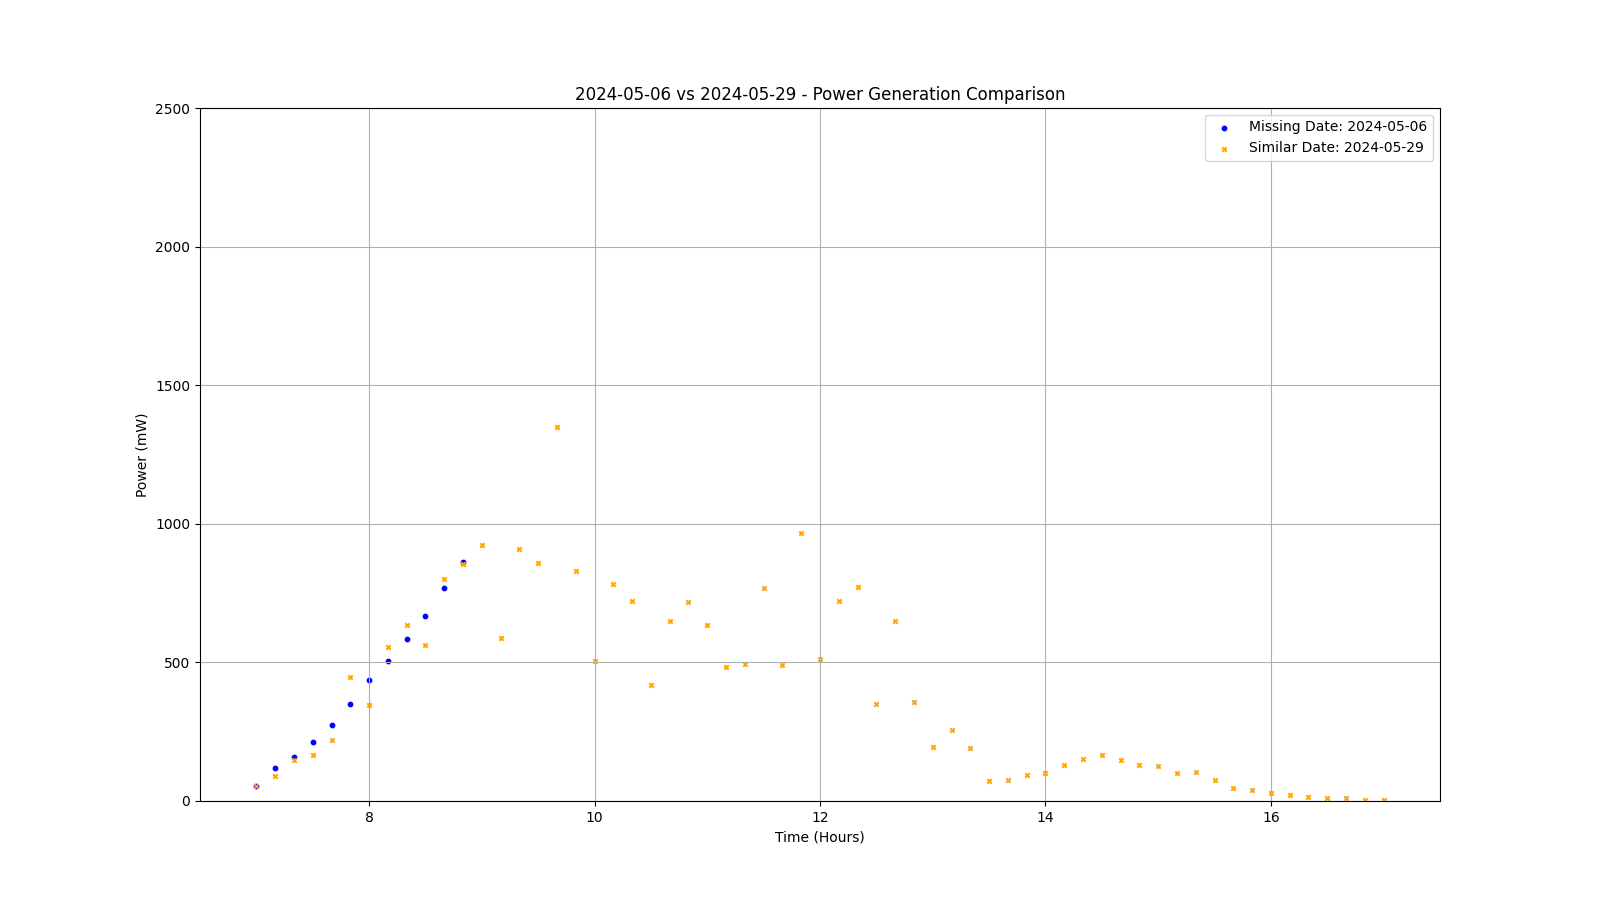 2024-05-06 vs 2024-05-29 - Power Generation Comparison
Missing Date: 2024-05-06
Similar Date: 2024-05-29
Power (mW)
2500
2000
1500
1000
500
0
8 10 12 14 16
Time (Hours)